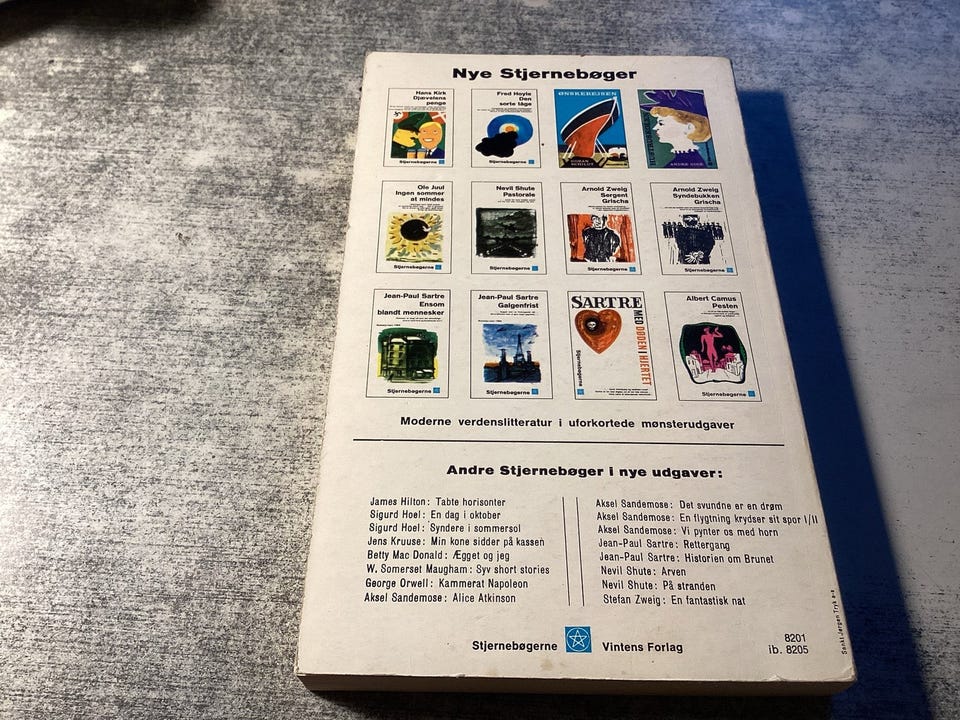 Nye Stjernebøger
Hans Kirk
Djævelens
penge
Stjernebøgerne
Fred Hoyle
Den
sorte tåge
Stjernebøgerne
ØNSKEREJSEN
GÖRAN SCHILDT
ANDRÉ GIDE
Ole Juul
Ingen sommer
at mindes
Stjernebøgerne
Nevil Shute
Pastorale
Stjernebøgerne
Arnold Zweig
Sergent
Grischa
Stjernebøgerne
Arnold Zweig
Syndebukken
Grischa
Stjernebøgerne
Jean-Paul Sartre
Ensom
blandt mennesker
Stjernebøgerne
Jean-Paul Sartre
Galgenfrist
Stjernebøgerne
SARTRE
MED DØDEN I HJERTET
Stjernebøgerne
Albert Camus
Pesten
Stjernebøgerne
Moderne verdenslitteratur i uforkortede mønsterudgaver
Andre Stjernebøger i nye udgaver:
James Hilton: Tabte horisonter
Sigurd Hoel: En dag i oktober
Sigurd Hoel: Syndere i sommersol
Jens Kruuse: Min kone sidder på kassen
Betty Mac Donald: Ægget og jeg
W. Somerset Maugham: Syv short stories
George Orwell: Kammerat Napoleon
Aksel Sandemose: Alice Atkinson
Aksel Sandemose: Det svundne er en drøm
Aksel Sandemose: En flygtning krydser sit spor I/II
Aksel Sandemose: Vi pynter os med horn
Jean-Paul Sartre: Rettergang
Jean-Paul Sartre: Historien om Brunet
Nevil Shute: Arven
Nevil Shute: På stranden
Stefan Zweig: En fantastisk nat
Stjernebøgerne Vintens Forlag
8201
ib. 8205
Sankt Jørgen Tryk a-s